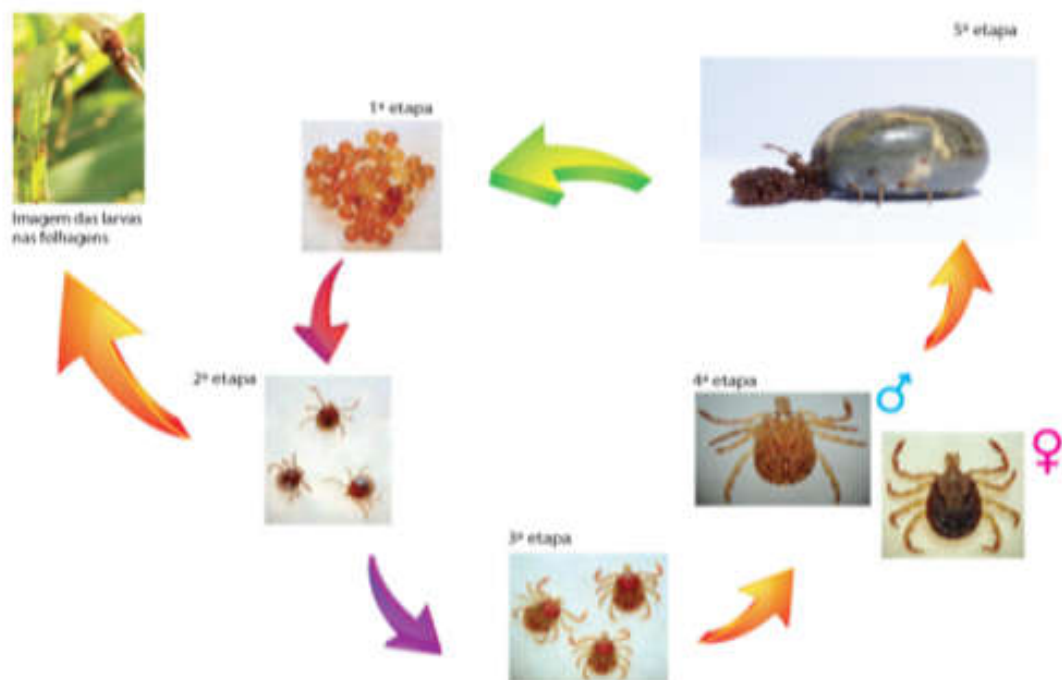 5ª etapa
1ª etapa
Imagem das larvas
nas folhagens
2ª etapa
4ª etapa
3ª etapa